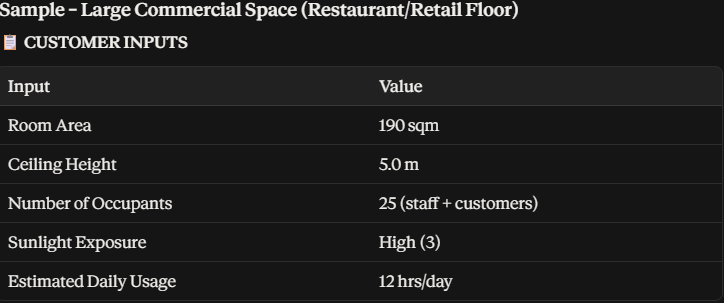 Sample – Large Commercial Space (Restaurant/Retail Floor)
📋 CUSTOMER INPUTS
Input Value
Room Area 190 sqm
Ceiling Height 5.0 m
Number of Occupants 25 (staff + customers)
Sunlight Exposure High (3)
Estimated Daily Usage 12 hrs/day